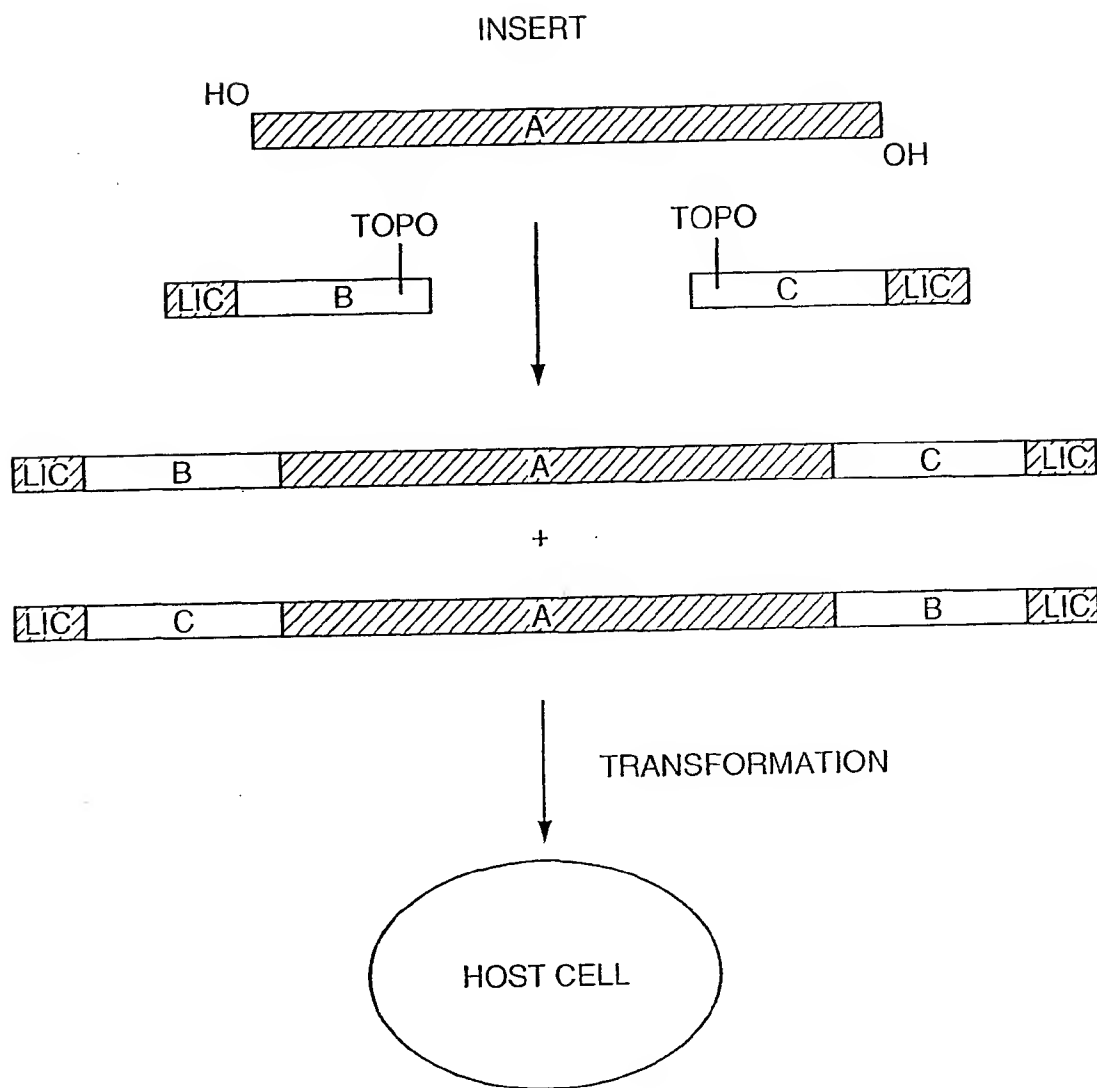 INSERT
HO
A
OH
TOPO
TOPO
LIC B
C LIC
LIC B A C LIC
+
LIC C A B LIC
TRANSFORMATION
HOST CELL